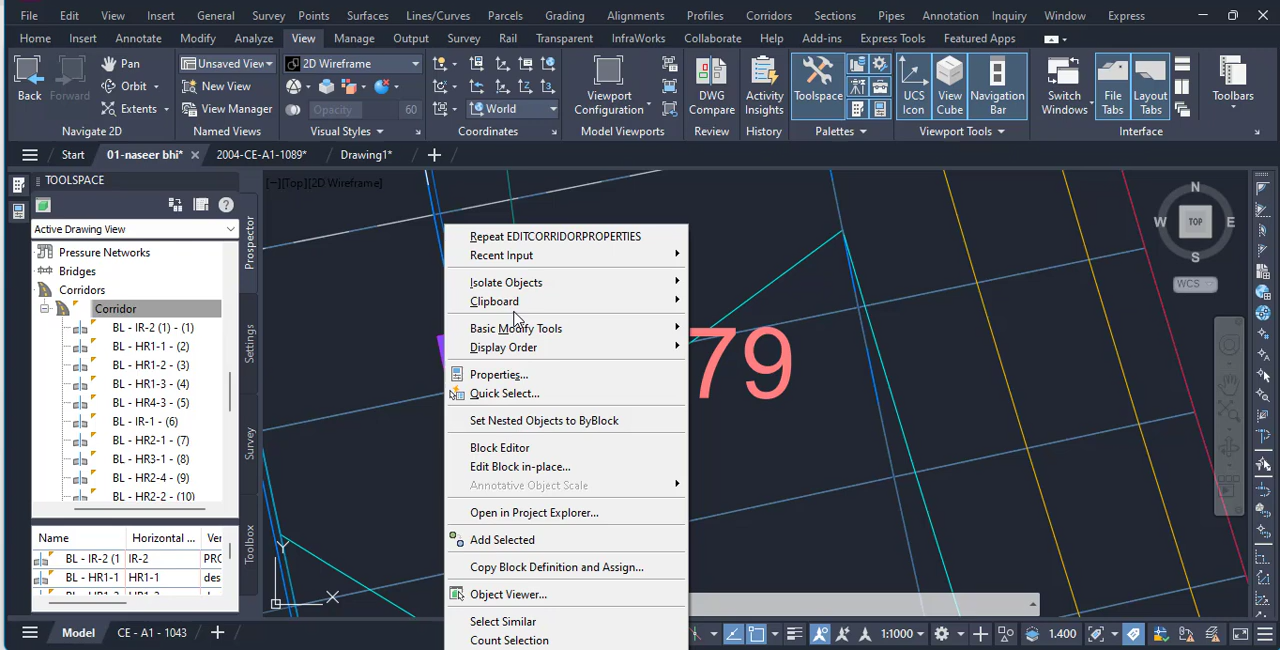 File Edit View Insert General Survey Points Surfaces Lines/Curves Parcels Grading Alignments Profiles Corridors Sections Pipes Annotation Inquiry Window Express
Home Insert Annotate Modify Analyze View Manage Output Survey Rail Transparent InfraWorks Collaborate Help Add-ins Express Tools Featured Apps
Back
Forward
Pan
Orbit
Extents
Navigate 2D
Unsaved View
New View
View Manager
Named Views
2D Wireframe
Opacity 60
Visual Styles
World
Coordinates
Viewport
Configuration
Model Viewports
DWG
Compare
Review
Activity
Insights
History
Toolspace
Palettes
UCS
Icon
View
Cube
Navigation
Bar
Viewport Tools
Switch
Windows
File
Tabs
Layout
Tabs
Interface
Toolbars
Start 01-naseer bhi* 2004-CE-A1-1089* Drawing1*
TOOLSPACE
Active Drawing View
Pressure Networks
Bridges
Corridors
Corridor
BL - IR-2 (1) - (1)
BL - HR1-1 - (2)
BL - HR1-2 - (3)
BL - HR1-3 - (4)
BL - HR4-3 - (5)
BL - IR-1 - (6)
BL - HR2-1 - (7)
BL - HR3-1 - (8)
BL - HR2-4 - (9)
BL - HR2-2 - (10)
Name Horizontal ... Ver
BL - IR-2 (1 IR-2 PRO
BL - HR1-1 HR1-1 des
Prospector
Settings
Survey
Toolbox
[−][Top][2D Wireframe]
Repeat EDITCORRIDORPROPERTIES
Recent Input
Isolate Objects
Clipboard
Basic Modify Tools
Display Order
Properties...
Quick Select...
Set Nested Objects to ByBlock
Block Editor
Edit Block in-place...
Annotative Object Scale
Open in Project Explorer...
Add Selected
Copy Block Definition and Assign...
Object Viewer...
Select Similar
Count Selection
79
N
W TOP E
S
WCS
Y
X
Model CE - A1 - 1043
1:1000 1.400